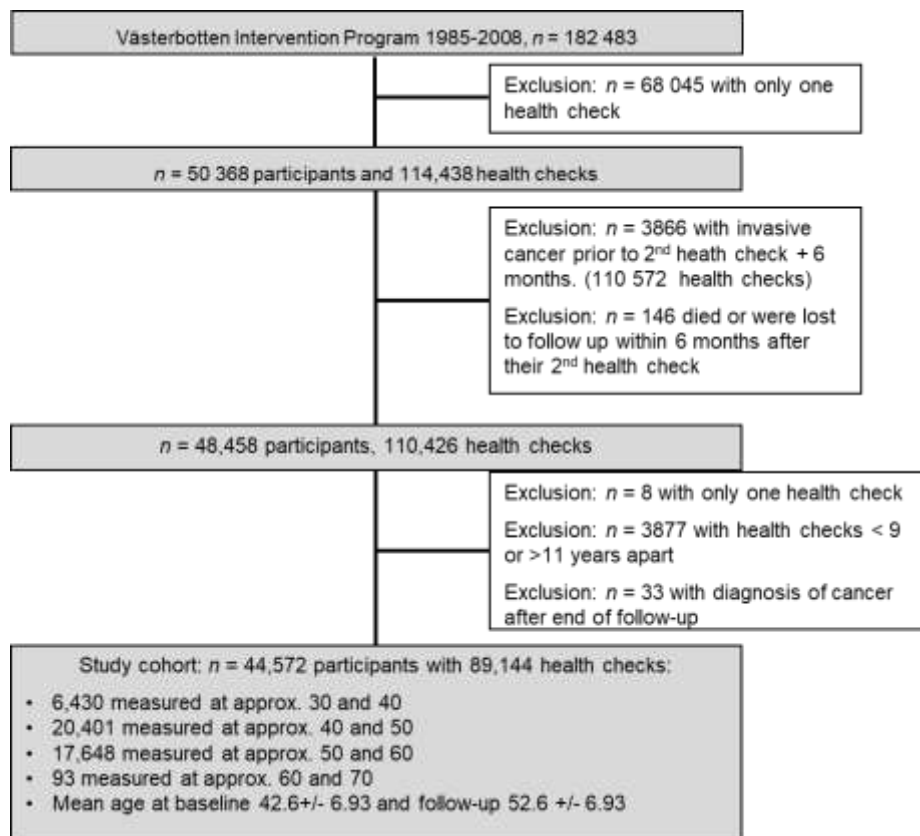 Västerbotten Intervention Program 1985-2008, n = 182 483
Exclusion: n = 68 045 with only one
health check
n = 50 368 participants and 114,438 health checks
Exclusion: n = 3866 with invasive
cancer prior to 2nd heath check + 6
months. (110 572 health checks)
Exclusion: n = 146 died or were lost
to follow up within 6 months after
their 2nd health check
n = 48,458 participants, 110,426 health checks
Exclusion: n = 8 with only one health check
Exclusion: n = 3877 with health checks < 9
or >11 years apart
Exclusion: n = 33 with diagnosis of cancer
after end of follow-up
Study cohort: n = 44,572 participants with 89,144 health checks:
• 6,430 measured at approx. 30 and 40
• 20,401 measured at approx. 40 and 50
• 17,648 measured at approx. 50 and 60
• 93 measured at approx. 60 and 70
• Mean age at baseline 42.6+/- 6.93 and follow-up 52.6 +/- 6.93